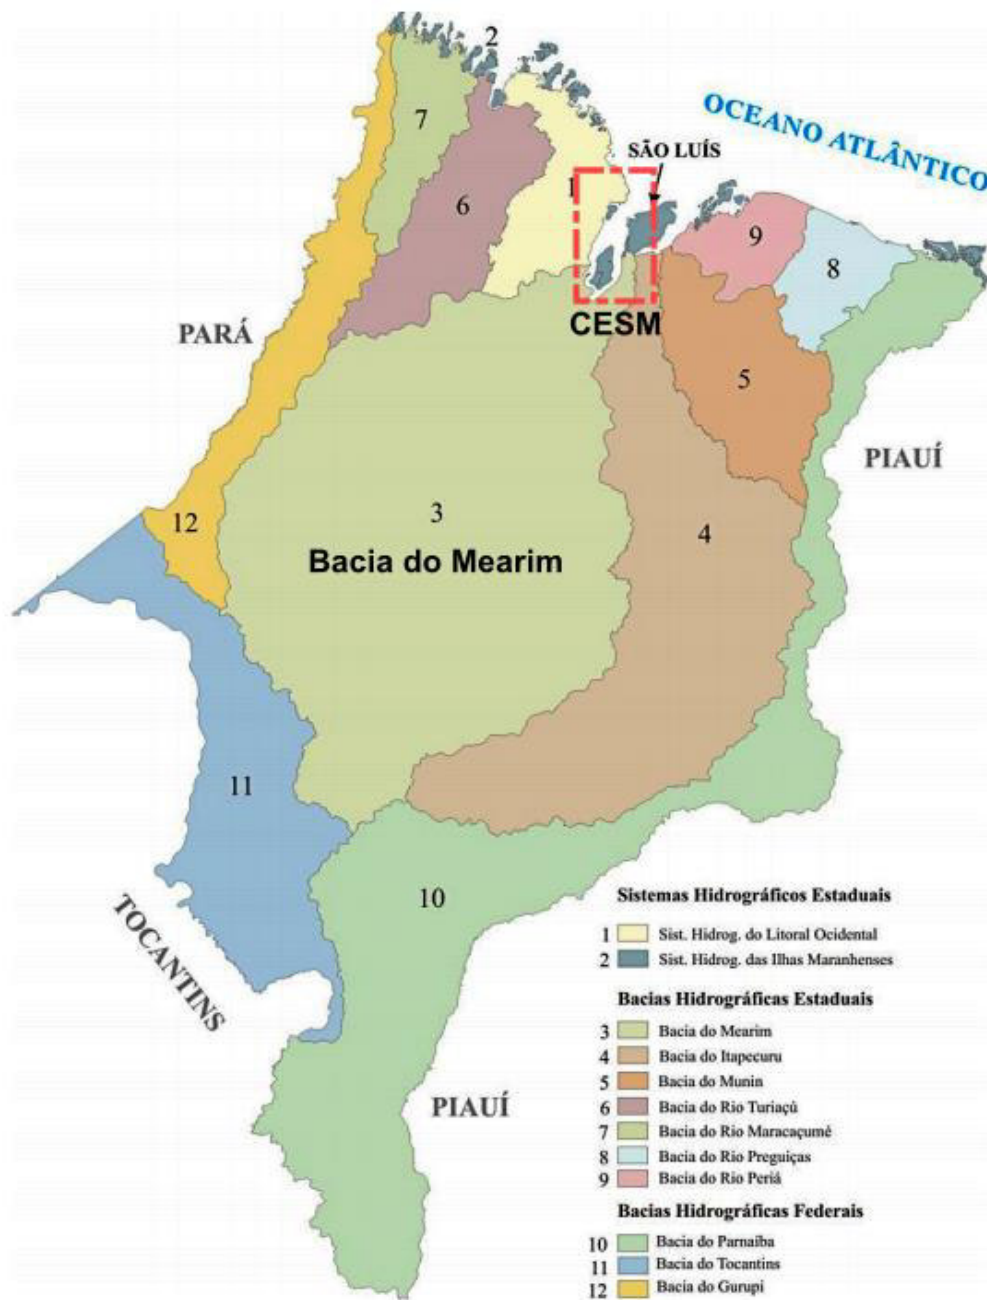 2
OCEANO ATLÂNTICO
7
SÃO LUÍS
1
6
9
8
PARÁ
CESM
5
PIAUÍ
3
12
4
Bacia do Mearim
11
10
TOCANTINS
PIAUÍ
Sistemas Hidrográficos Estaduais
1 Sist. Hidrog. do Litoral Ocidental
2 Sist. Hidrog. das Ilhas Maranhenses
Bacias Hidrográficas Estaduais
3 Bacia do Mearim
4 Bacia do Itapecuru
5 Bacia do Munin
6 Bacia do Rio Turiaçú
7 Bacia do Rio Maracaçumé
8 Bacia do Rio Preguiças
9 Bacia do Rio Periá
Bacias Hidrográficas Federais
10 Bacia do Parnaíba
11 Bacia do Tocantins
12 Bacia do Gurupi